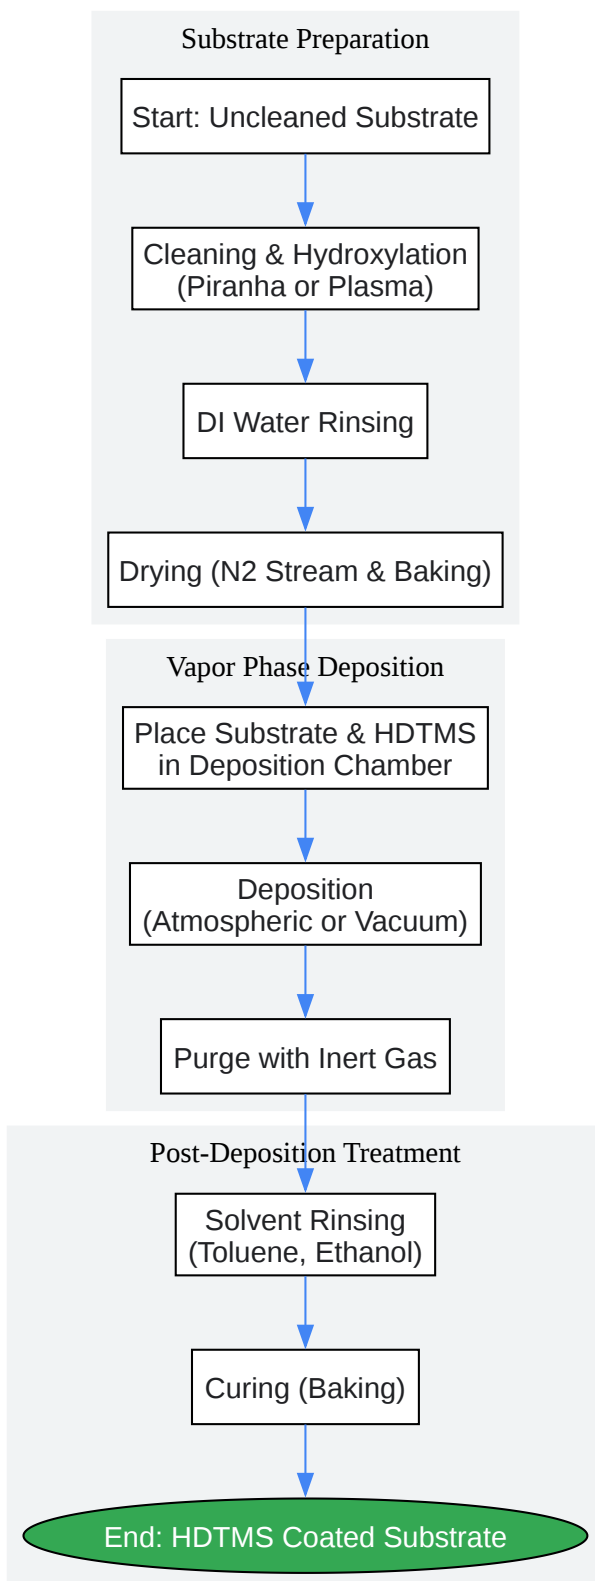 Substrate Preparation
Start: Uncleaned Substrate
Cleaning & Hydroxylation
(Piranha or Plasma)
DI Water Rinsing
Drying (N2 Stream & Baking)
Vapor Phase Deposition
Place Substrate & HDTMS
in Deposition Chamber
Deposition
(Atmospheric or Vacuum)
Purge with Inert Gas
Post-Deposition Treatment
Solvent Rinsing
(Toluene, Ethanol)
Curing (Baking)
End: HDTMS Coated Substrate